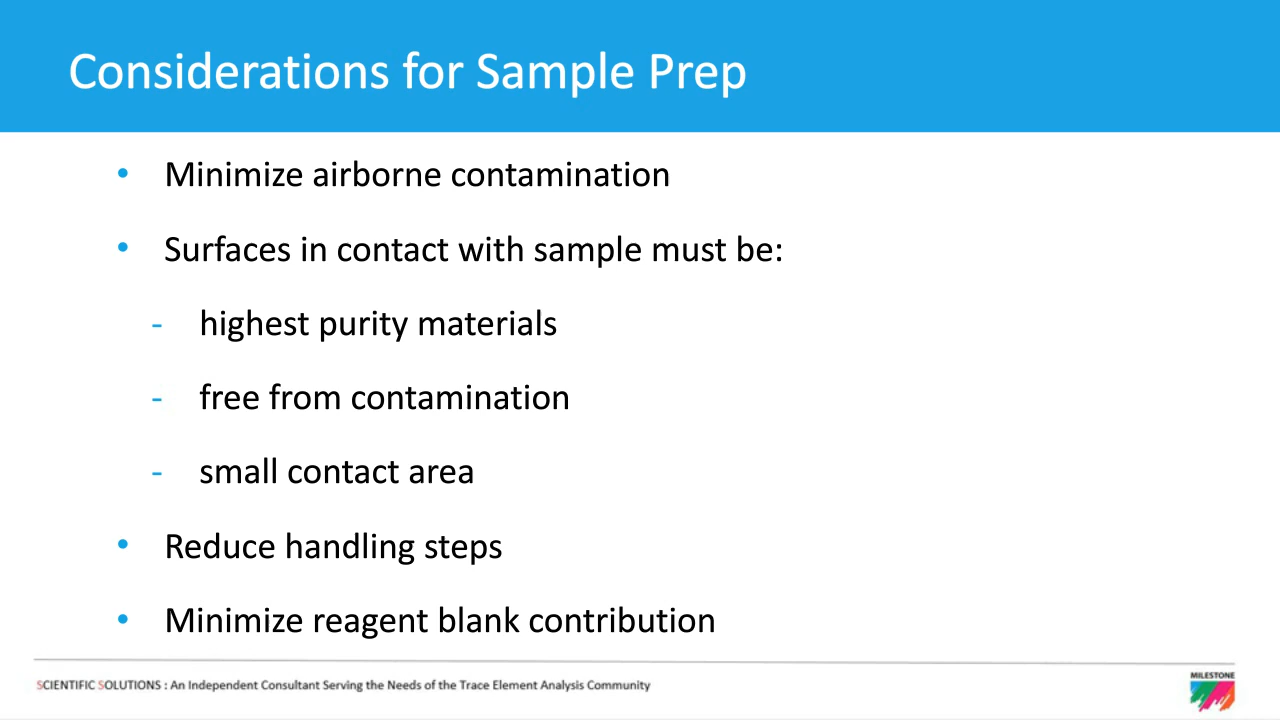 Considerations for Sample Prep
• Minimize airborne contamination
• Surfaces in contact with sample must be:
- highest purity materials
- free from contamination
- small contact area
• Reduce handling steps
• Minimize reagent blank contribution
SCIENTIFIC SOLUTIONS : An Independent Consultant Serving the Needs of the Trace Element Analysis Community
MILESTONE